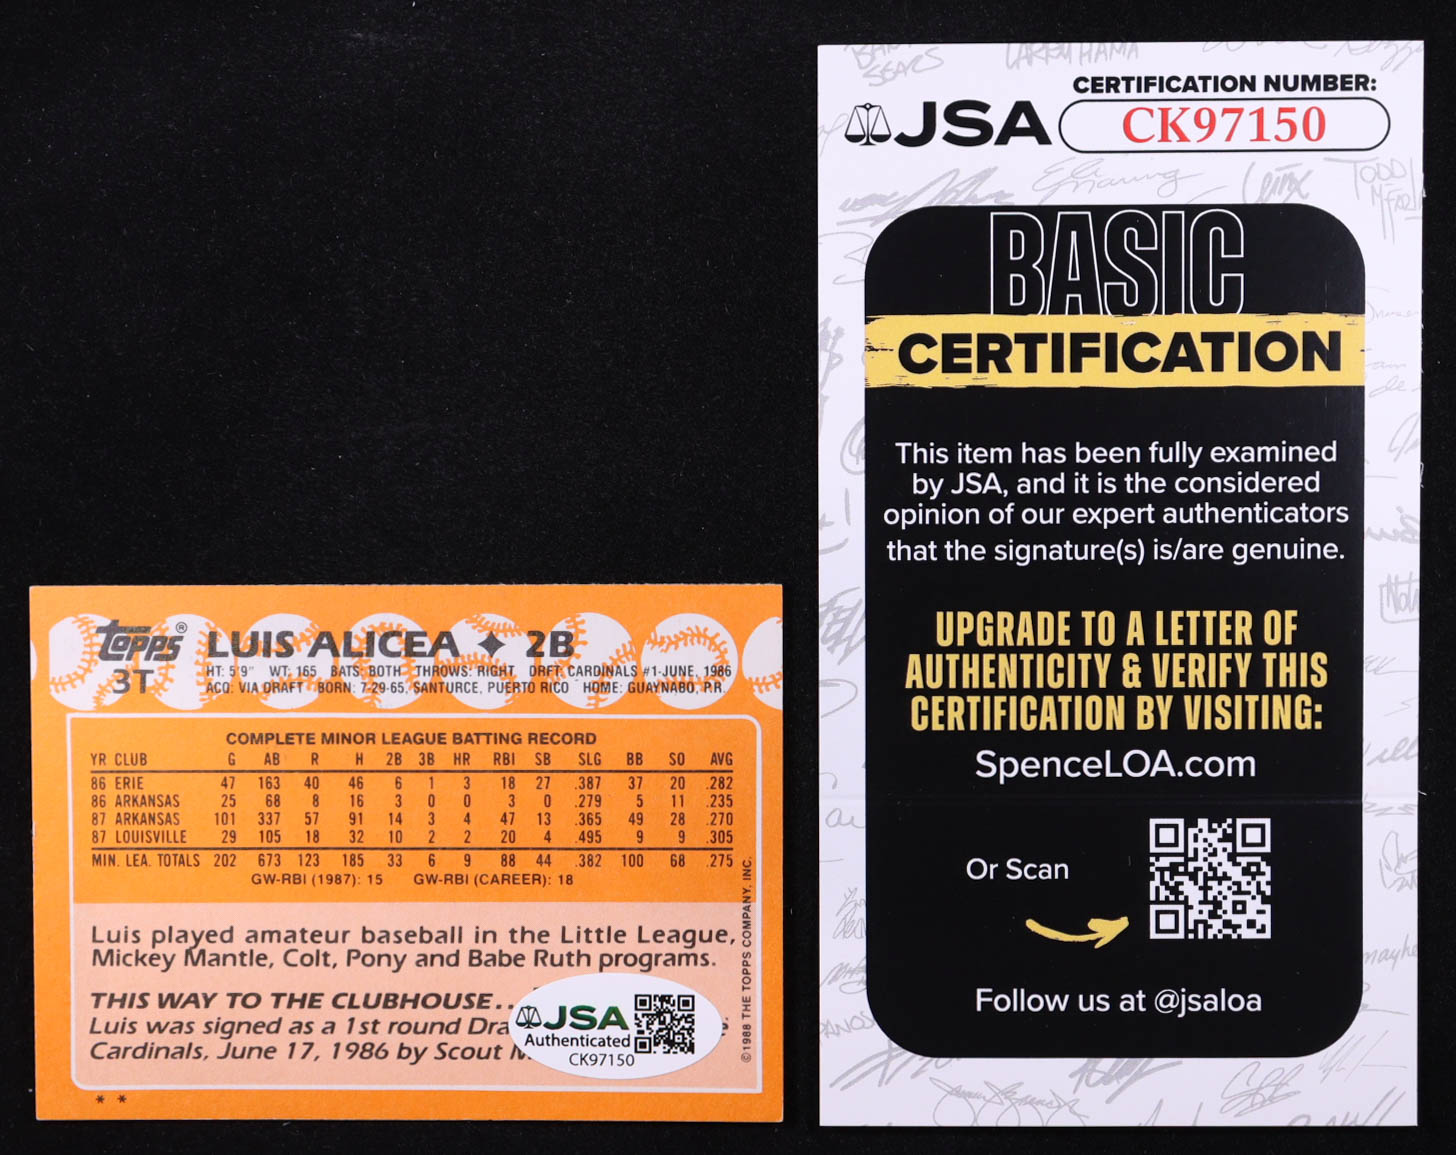 topps® LUIS ALICEA ✦ 2B
3T
HT: 5'9" WT: 165 BATS: BOTH THROWS: RIGHT DRFT: CARDINALS #1-JUNE, 1986
ACQ: VIA DRAFT BORN: 7-29-65, SANTURCE, PUERTO RICO HOME: GUAYNABO, P.R.
COMPLETE MINOR LEAGUE BATTING RECORD
YR CLUB G AB R H 2B 3B HR RBI SB SLG BB SO AVG
86 ERIE 47 163 40 46 6 1 3 18 27 .387 37 20 .282
86 ARKANSAS 25 68 8 16 3 0 0 3 0 .279 5 11 .235
87 ARKANSAS 101 337 57 91 14 3 4 47 13 .365 49 28 .270
87 LOUISVILLE 29 105 18 32 10 2 2 20 4 .495 9 9 .305
MIN. LEA. TOTALS 202 673 123 185 33 6 9 88 44 .382 100 68 .275
GW-RBI (1987): 15 GW-RBI (CAREER): 18
Luis played amateur baseball in the Little League,
Mickey Mantle, Colt, Pony and Babe Ruth programs.
THIS WAY TO THE CLUBHOUSE...
Luis was signed as a 1st round Dra
Cardinals, June 17, 1986 by Scout
* *
©1988 THE TOPPS COMPANY, INC.
JSA
Authenticated
CK97150
CERTIFICATION NUMBER:
JSA CK97150
BASIC
CERTIFICATION
This item has been fully examined
by JSA, and it is the considered
opinion of our expert authenticators
that the signature(s) is/are genuine.
UPGRADE TO A LETTER OF
AUTHENTICITY & VERIFY THIS
CERTIFICATION BY VISITING:
SpenceLOA.com
Or Scan
Follow us at @jsaloa